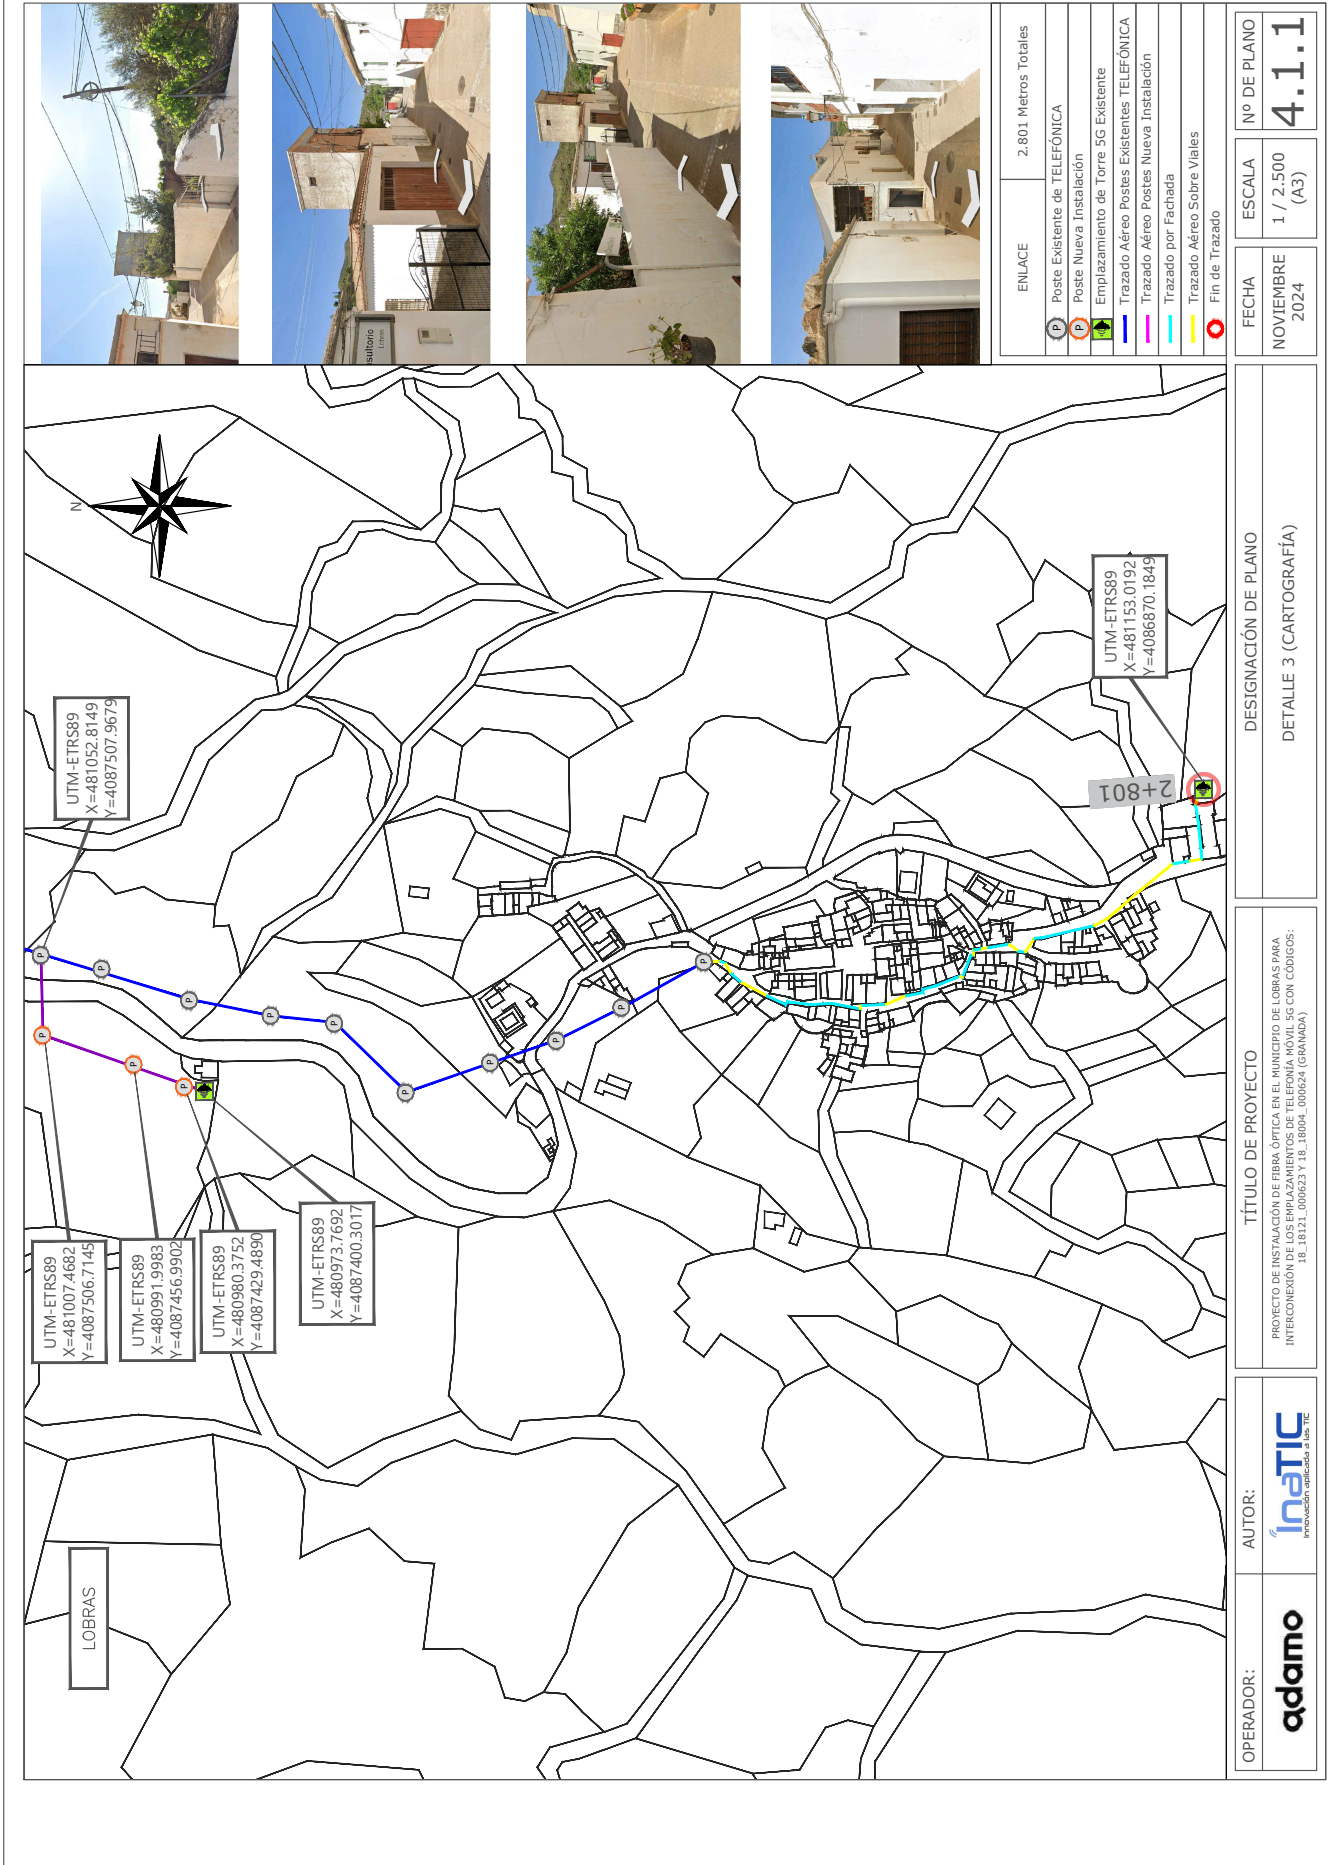 LOBRAS
UTM-ETRS89
X=481007.4682
Y=4087506.7145
UTM-ETRS89
X=480991.9983
Y=4087456.9902
UTM-ETRS89
X=480980.3752
Y=4087429.4890
UTM-ETRS89
X=480973.7692
Y=4087400.3017
UTM-ETRS89
X=481052.8149
Y=4087507.9679
UTM-ETRS89
X=481153.0192
Y=4086870.1849
2+801
N
P
P
P
P
P
P
P
P
P
P
P
P
P
P
sultorio
Lobras
ENLACE
2.801 Metros Totales
P
Poste Existente de TELEFÓNICA
P
Poste Nueva Instalación
Emplazamiento de Torre 5G Existente
Trazado Aéreo Postes Existentes TELEFÓNICA
Trazado Aéreo Postes Nueva Instalación
Trazado por Fachada
Trazado Aéreo Sobre Viales
Fin de Trazado
OPERADOR:
adamo
AUTOR:
InaTIC
Innovación aplicada a las TIC
TÍTULO DE PROYECTO
PROYECTO DE INSTALACIÓN DE FIBRA ÓPTICA EN EL MUNICIPIO DE LOBRAS PARA
INTERCONEXIÓN DE LOS EMPLAZAMIENTOS DE TELEFONÍA MÓVIL 5G CON CÓDIGOS:
18_18121_000623 Y 18_18004_000624 (GRANADA)
DESIGNACIÓN DE PLANO
DETALLE 3 (CARTOGRAFÍA)
FECHA
NOVIEMBRE
2024
ESCALA
1 / 2.500
(A3)
Nº DE PLANO
4.1.1